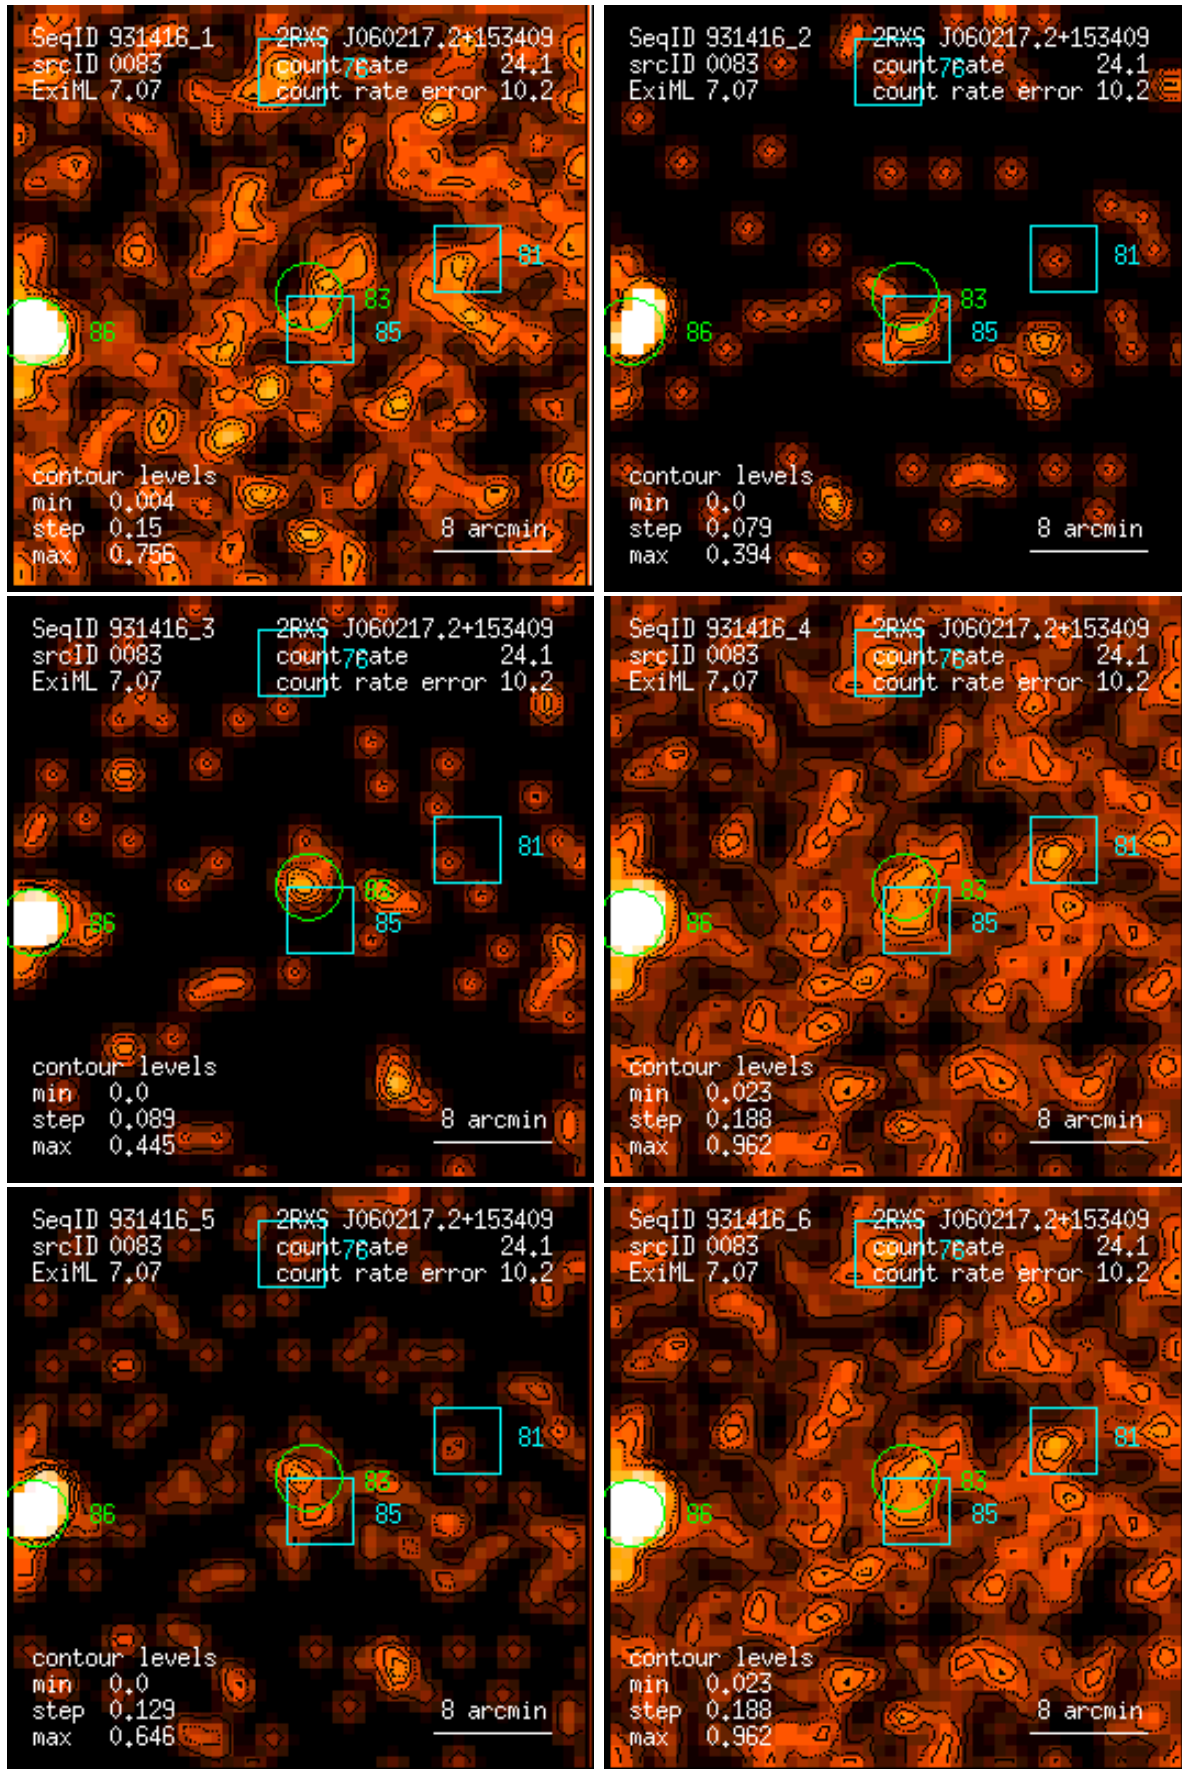 SeqID 931416_1 2RXS J060217.2+153409
srcID 0083 count rate 24.1
76
ExiML 7.07 count rate error 10.2
81
83
86
85
contour levels
min 0.004
step 0.15
max 0.756
8 arcmin
SeqID 931416_2 2RXS J060217.2+153409
srcID 0083 count rate 24.1
76
ExiML 7.07 count rate error 10.2
81
83
86
85
contour levels
min 0.0
step 0.079
max 0.394
8 arcmin
SeqID 931416_3 2RXS J060217.2+153409
srcID 0083 count rate 24.1
76
ExiML 7.07 count rate error 10.2
81
83
86
85
contour levels
min 0.0
step 0.089
max 0.445
8 arcmin
SeqID 931416_4 2RXS J060217.2+153409
srcID 0083 count rate 24.1
76
ExiML 7.07 count rate error 10.2
81
83
86
85
contour levels
min 0.023
step 0.188
max 0.962
8 arcmin
SeqID 931416_5 2RXS J060217.2+153409
srcID 0083 count rate 24.1
76
ExiML 7.07 count rate error 10.2
81
83
86
85
contour levels
min 0.0
step 0.129
max 0.646
8 arcmin
SeqID 931416_6 2RXS J060217.2+153409
srcID 0083 count rate 24.1
76
ExiML 7.07 count rate error 10.2
81
83
86
85
contour levels
min 0.023
step 0.188
max 0.962
8 arcmin